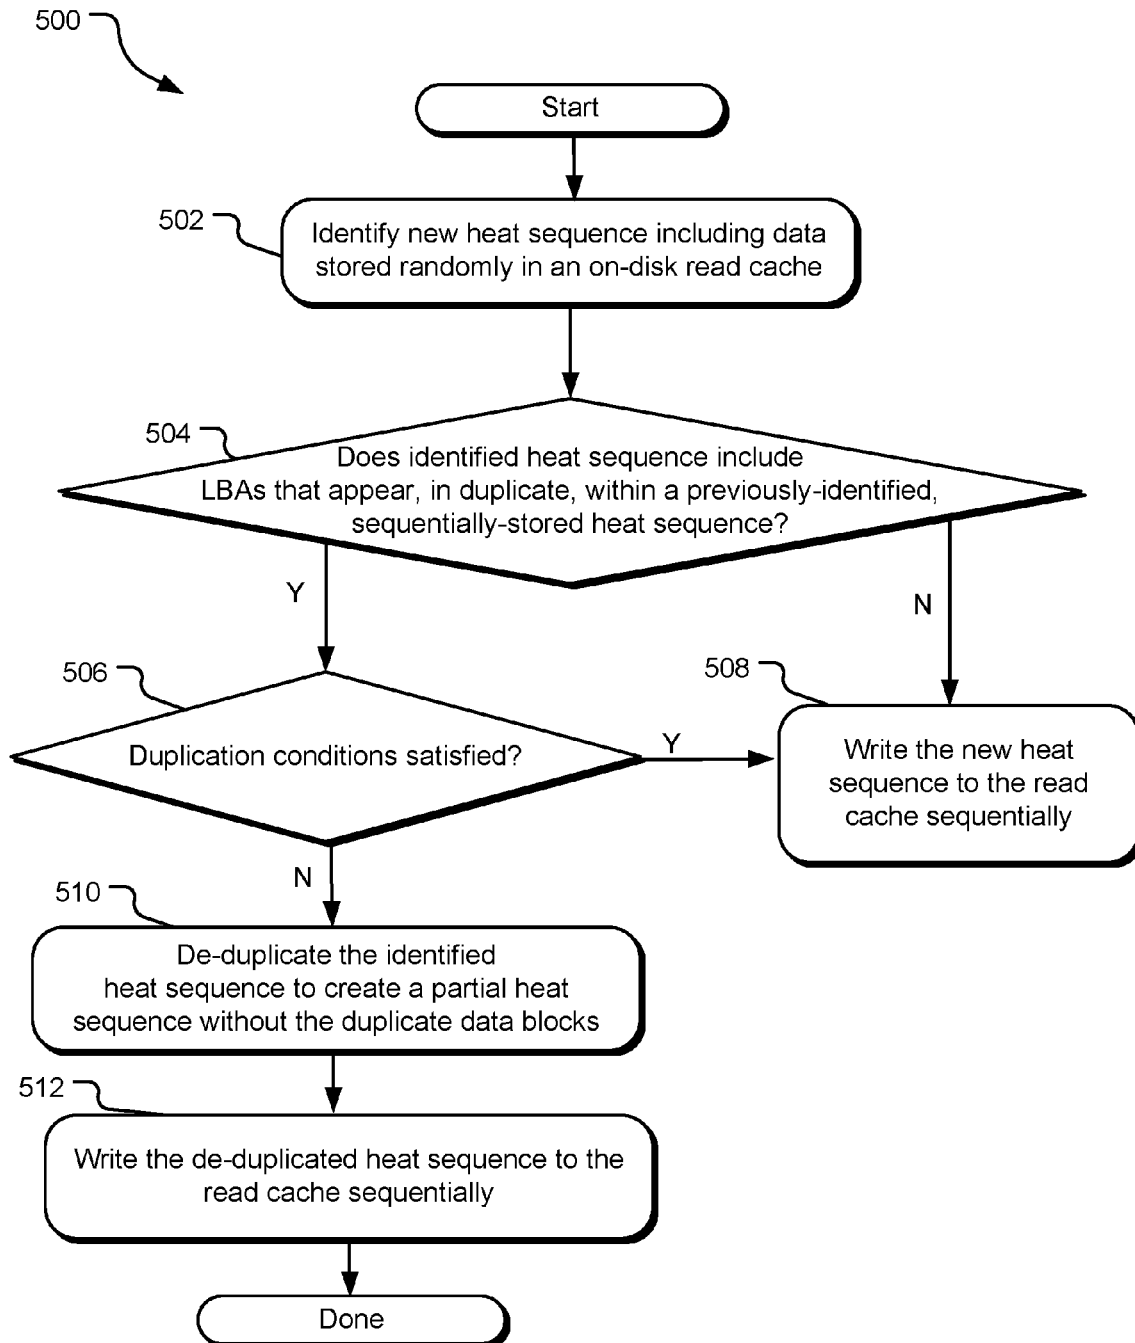 500
Start
502
Identify new heat sequence including data
stored randomly in an on-disk read cache
504
Does identified heat sequence include
LBAs that appear, in duplicate, within a previously-identified,
sequentially-stored heat sequence?
Y
N
506
Duplication conditions satisfied?
Y
508
Write the new heat
sequence to the read
cache sequentially
N
510
De-duplicate the identified
heat sequence to create a partial heat
sequence without the duplicate data blocks
512
Write the de-duplicated heat sequence to the
read cache sequentially
Done